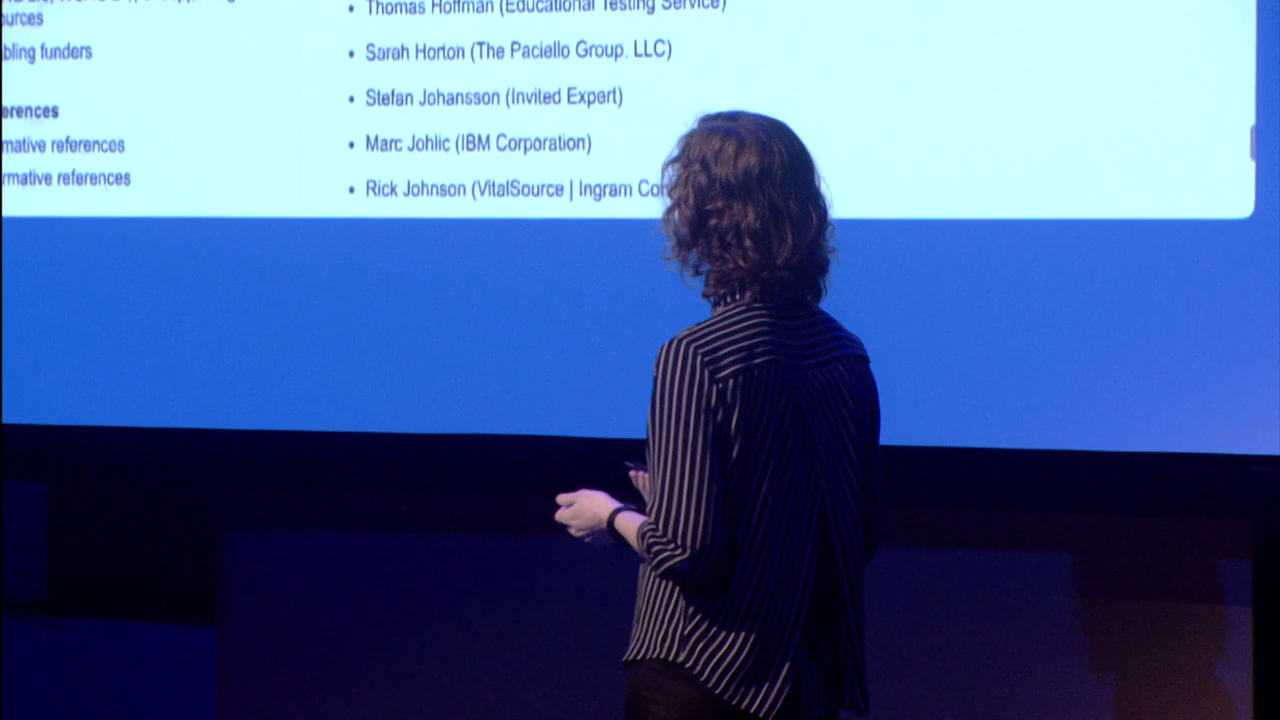 ources
bling funders
erences
mative references
rmative references
Thomas Hoffman (Educational Testing Service)
Sarah Horton (The Paciello Group, LLC)
Stefan Johansson (Invited Expert)
Marc Johlic (IBM Corporation)
Rick Johnson (VitalSource | Ingram Con